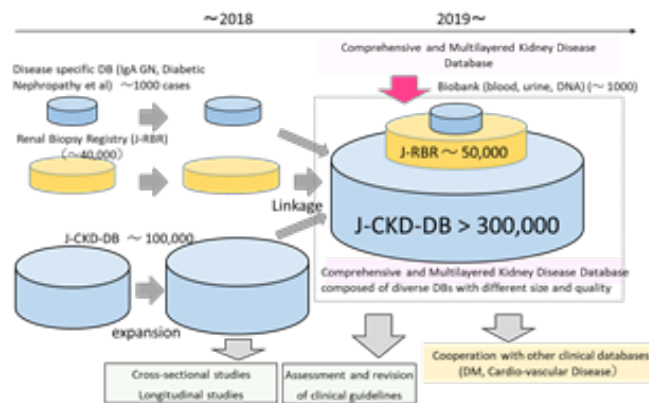 ～2018
2019～
Comprehensive and Multilayered Kidney Disease
Database
Disease specific DB (IgA GN, Diabetic
Nephropathy et al) ～1000 cases
Biobank (blood, urine, DNA) (～ 1000)
Renal Biopsy Registry (J-RBR)
(～40,000)
J-RBR ～ 50,000
Linkage
J-CKD-DB > 300,000
J-CKD-DB ～ 100,000
Comprehensive and Multilayered Kidney Disease Database
composed of diverse DBs with different size and quality
expansion
Cross-sectional studies
Longitudinal studies
Assessment and revision
of clinical guidelines
Cooperation with other clinical databases
(DM, Cardio-vascular Disease)